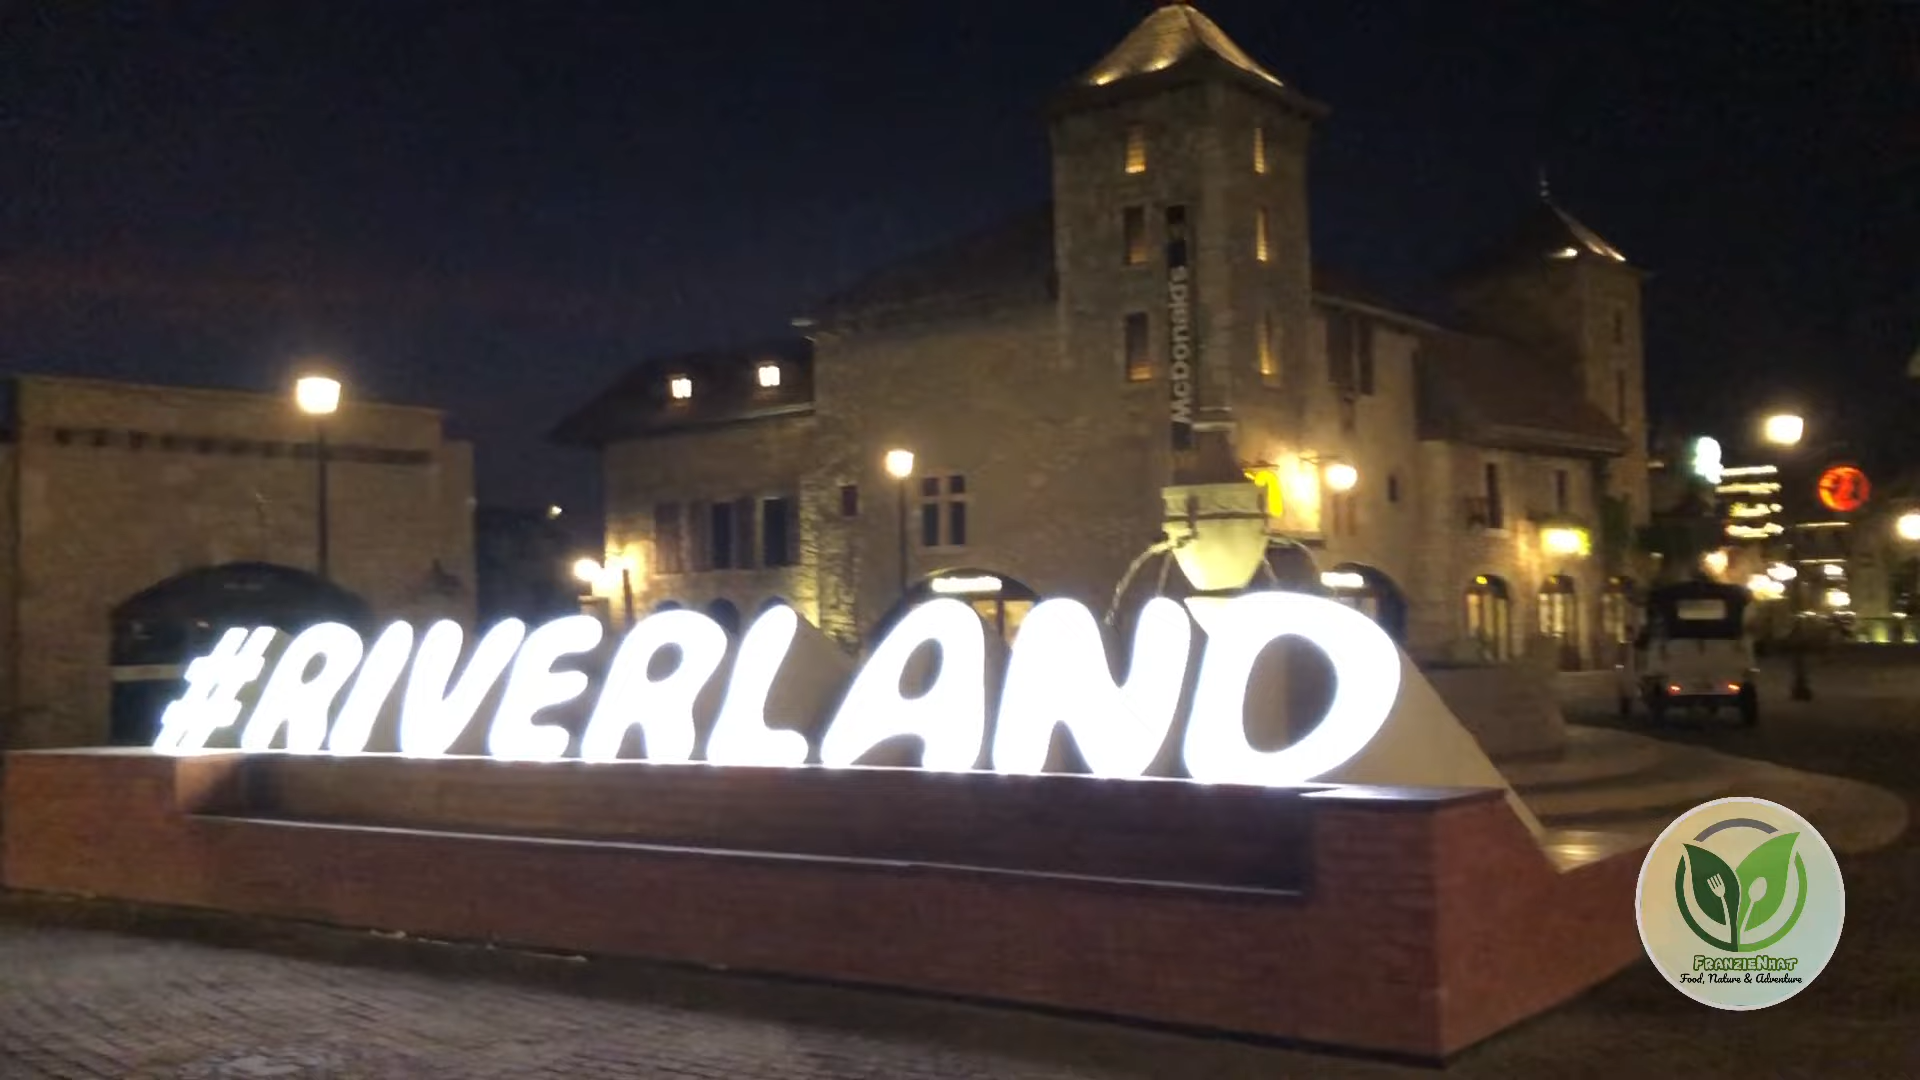 McDonald's
#RIVERLAND
FRANZIENHAT
Food, Nature & Adventure